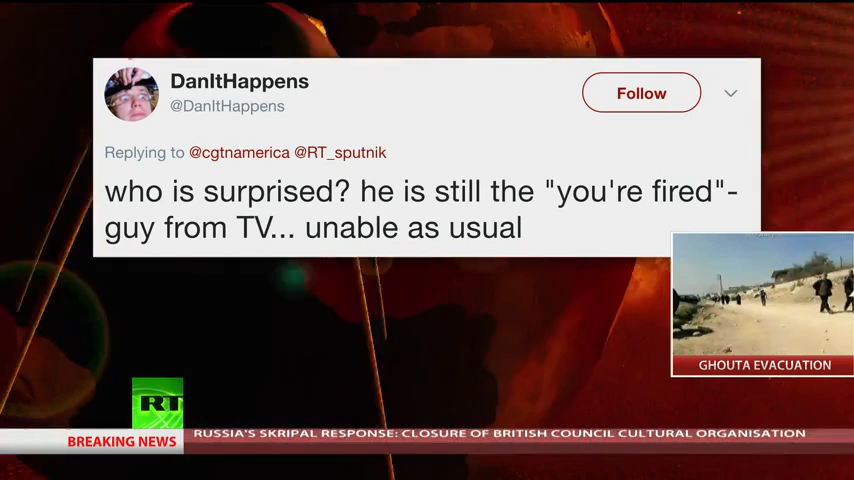 DanItHappens
@DanItHappens
Follow
Replying to @cgtnamerica @RT_sputnik
who is surprised? he is still the "you're fired"-
guy from TV... unable as usual
GHOUTA EVACUATION
RT
BREAKING NEWS
RUSSIA'S SKRIPAL RESPONSE: CLOSURE OF BRITISH COUNCIL CULTURAL ORGANISATION